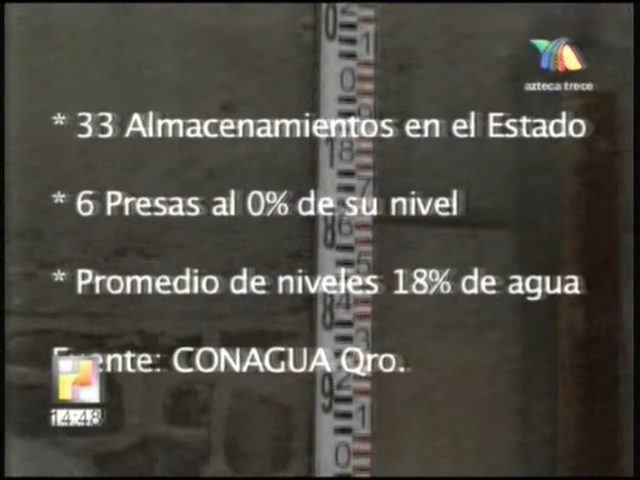 azteca trece
* 33 Almacenamientos en el Estado
* 6 Presas al 0% de su nivel
* Promedio de niveles 18% de agua
Fuente: CONAGUA Qro.
14:48